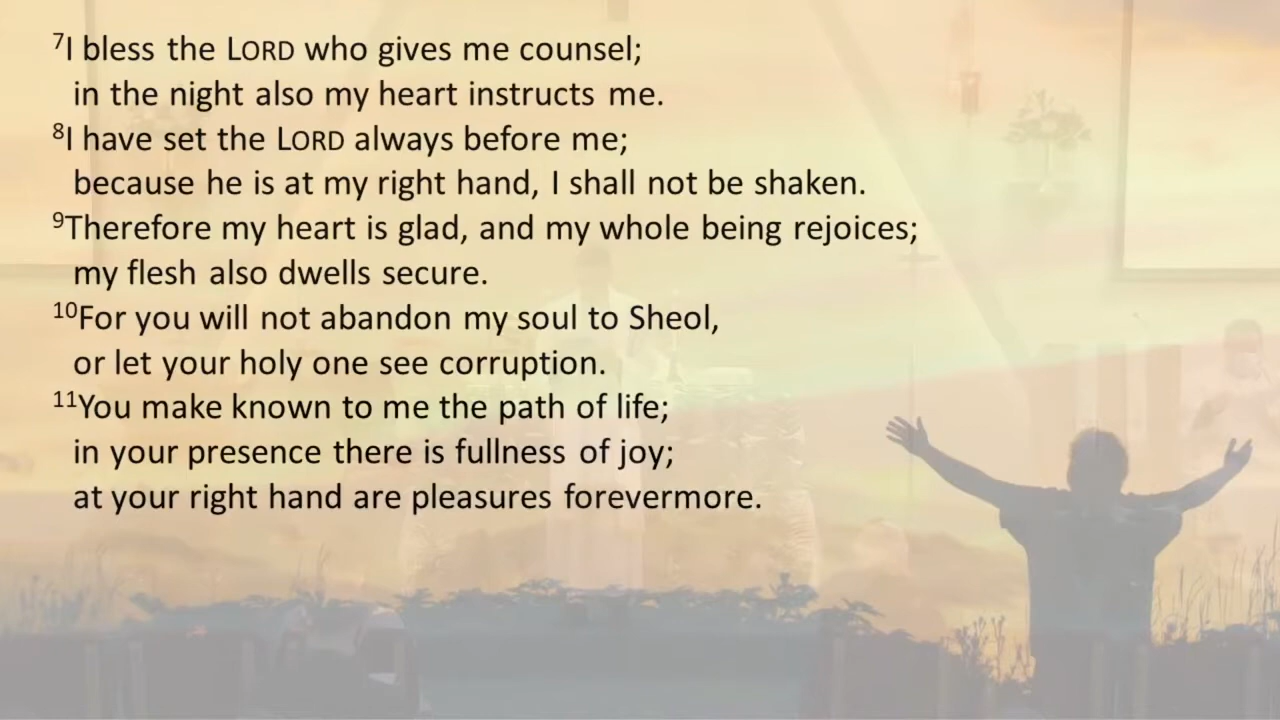 ⁷I bless the LORD who gives me counsel;
in the night also my heart instructs me.
⁸I have set the LORD always before me;
because he is at my right hand, I shall not be shaken.
⁹Therefore my heart is glad, and my whole being rejoices;
my flesh also dwells secure.
¹⁰For you will not abandon my soul to Sheol,
or let your holy one see corruption.
¹¹You make known to me the path of life;
in your presence there is fullness of joy;
at your right hand are pleasures forevermore.